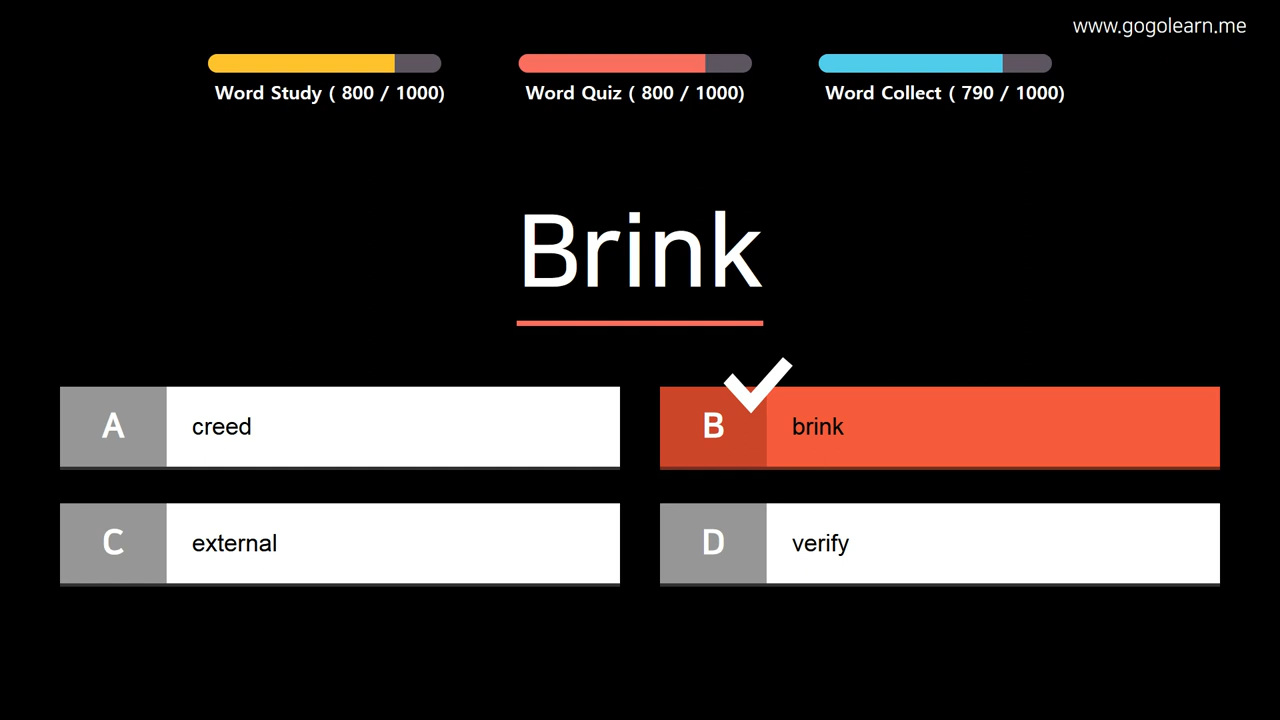 www.gogolearn.me
Word Study ( 800 / 1000)
Word Quiz ( 800 / 1000)
Word Collect ( 790 / 1000)
Brink
A creed
B brink
C external
D verify